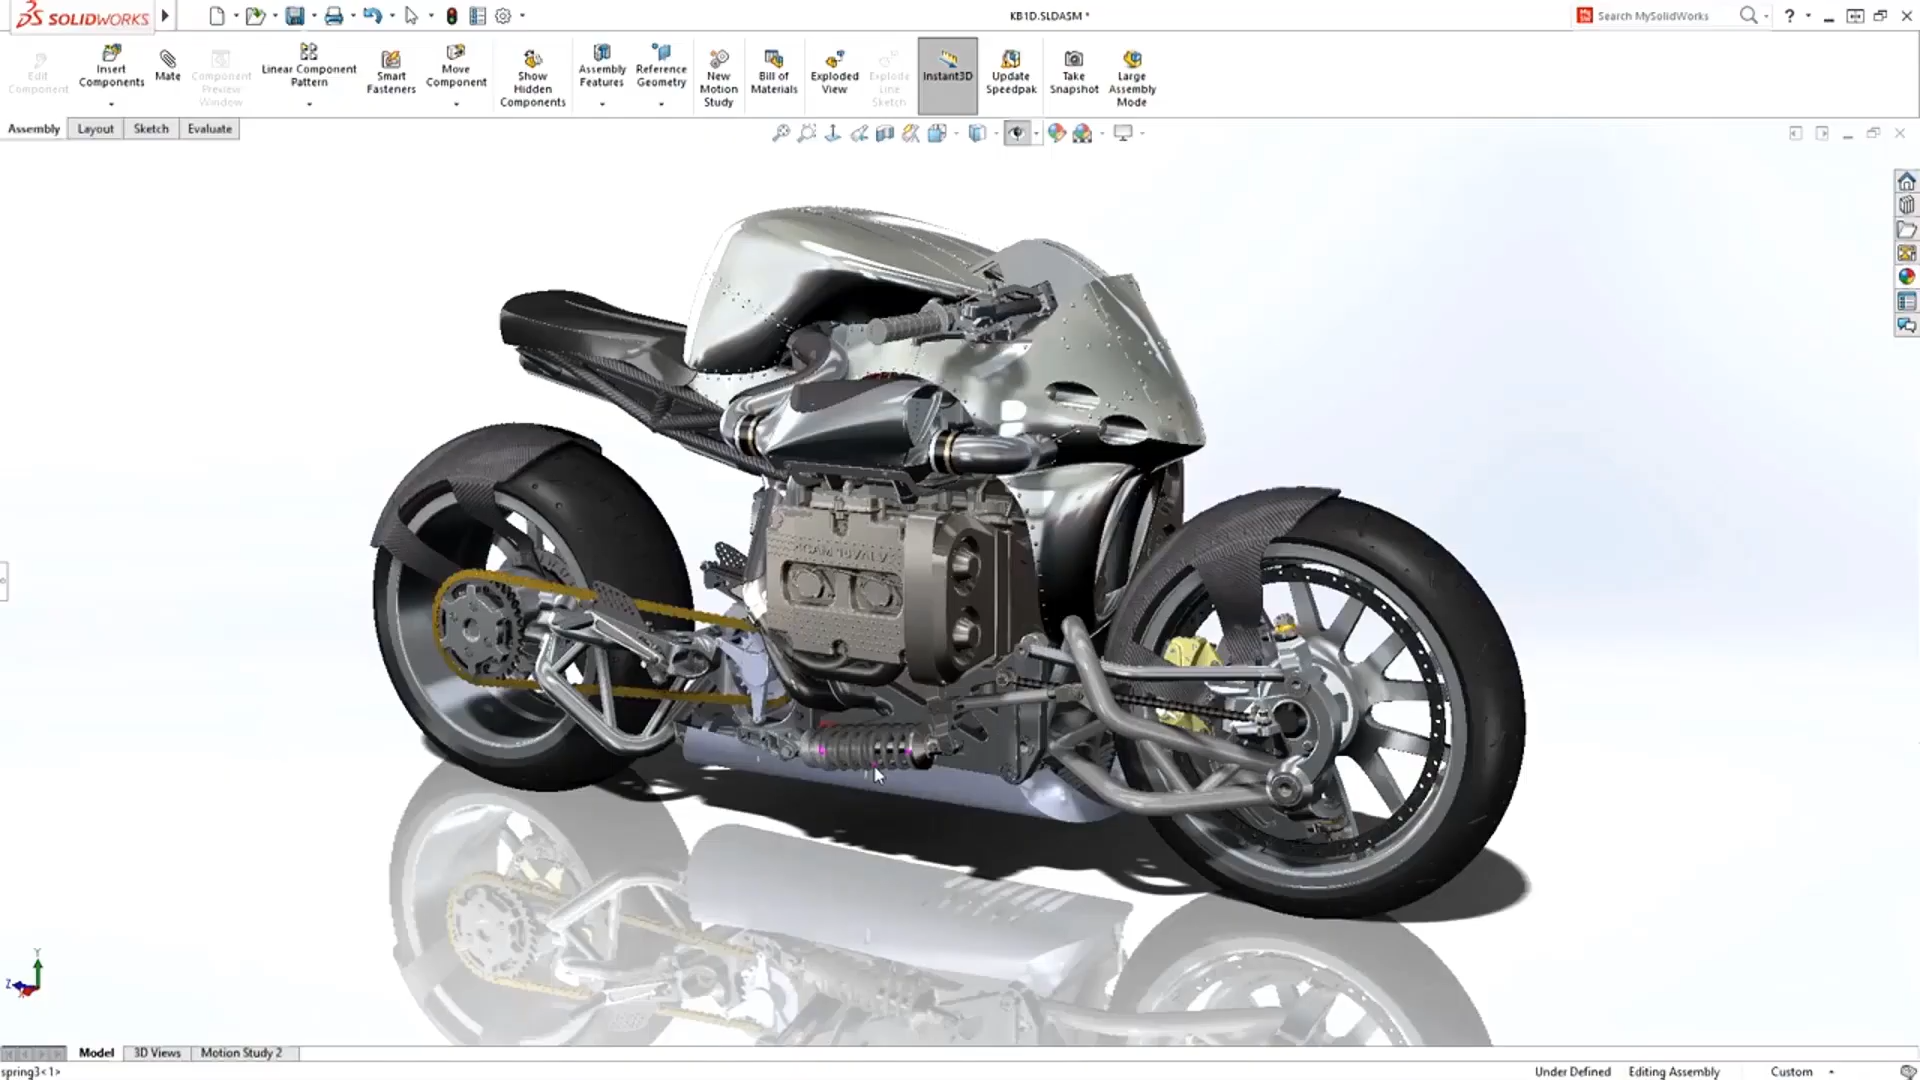 SOLIDWORKS
KB1D.SLDASM *
Search MySolidWorks
?
Edit Component
Insert Components
Mate
Component Preview Window
Linear Component Pattern
Smart Fasteners
Move Component
Show Hidden Components
Assembly Features
Reference Geometry
New Motion Study
Bill of Materials
Exploded View
Explode Line Sketch
Instant3D
Update Speedpak
Take Snapshot
Large Assembly Mode
Assembly
Layout
Sketch
Evaluate
Y
Z
X
Model
3D Views
Motion Study 2
spring3<1>
Under Defined
Editing Assembly
Custom